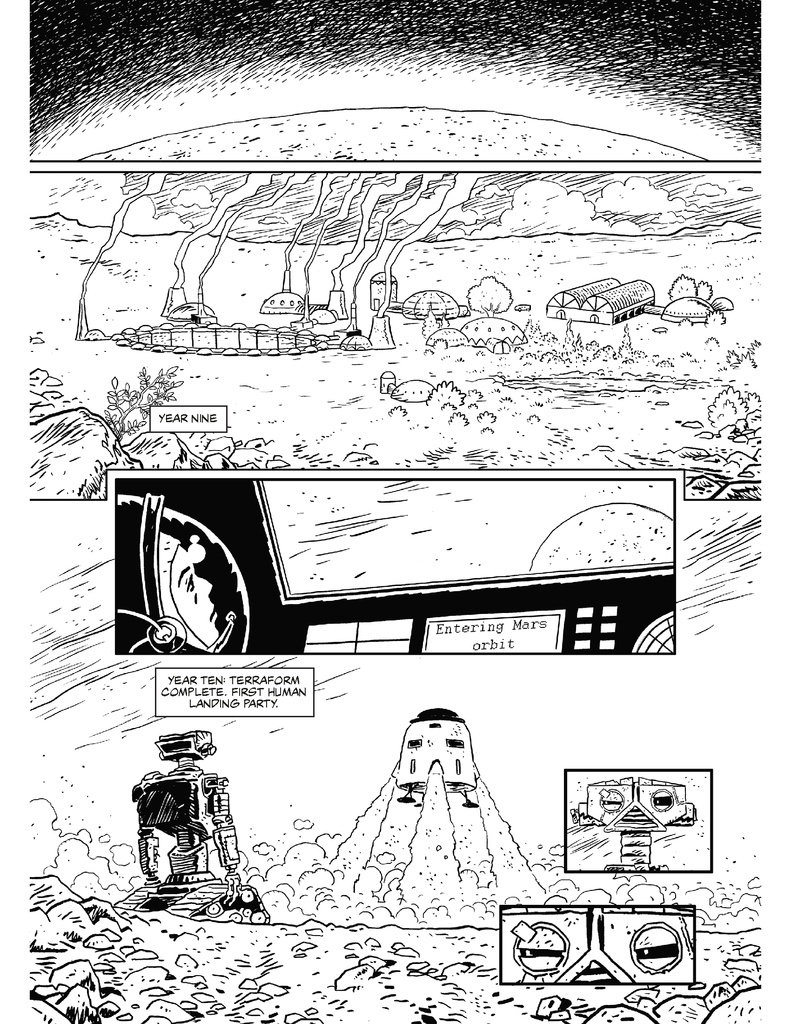 YEAR NINE
Entering Mars
orbit
YEAR TEN: TERRAFORM
COMPLETE. FIRST HUMAN
LANDING PARTY.